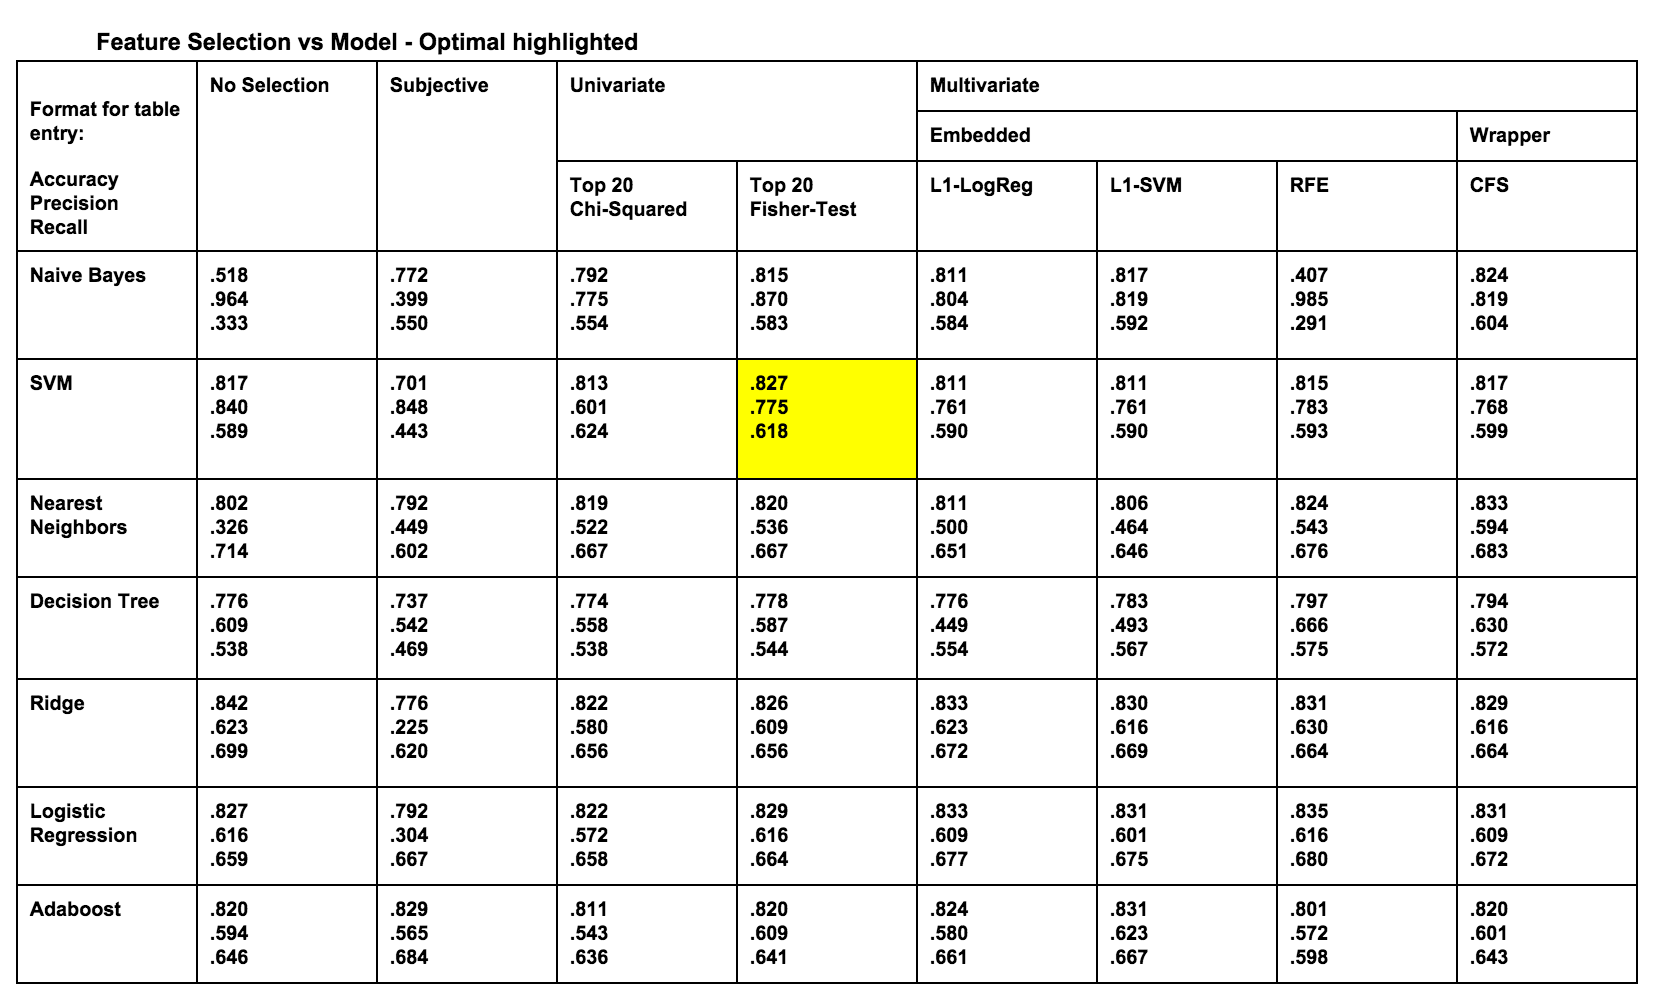 Feature Selection vs Model - Optimal highlighted
Format for table
entry:
Accuracy
Precision
Recall
No Selection
Subjective
Univariate
Multivariate
Embedded
Wrapper
Top 20
Chi-Squared
Top 20
Fisher-Test
L1-LogReg
L1-SVM
RFE
CFS
Naive Bayes
.518 .772 .792 .815 .811 .817 .407 .824
.964 .399 .775 .870 .804 .819 .985 .819
.333 .550 .554 .583 .584 .592 .291 .604
SVM
.817 .701 .813 .827 .811 .811 .815 .817
.840 .848 .601 .775 .761 .761 .783 .768
.589 .443 .624 .618 .590 .590 .593 .599
Nearest
Neighbors
.802 .792 .819 .820 .811 .806 .824 .833
.326 .449 .522 .536 .500 .464 .543 .594
.714 .602 .667 .667 .651 .646 .676 .683
Decision Tree
.776 .737 .774 .778 .776 .783 .797 .794
.609 .542 .558 .587 .449 .493 .666 .630
.538 .469 .538 .544 .554 .567 .575 .572
Ridge
.842 .776 .822 .826 .833 .830 .831 .829
.623 .225 .580 .609 .623 .616 .630 .616
.699 .620 .656 .656 .672 .669 .664 .664
Logistic
Regression
.827 .792 .822 .829 .833 .831 .835 .831
.616 .304 .572 .616 .609 .601 .616 .609
.659 .667 .658 .664 .677 .675 .680 .672
Adaboost
.820 .829 .811 .820 .824 .831 .801 .820
.594 .565 .543 .609 .580 .623 .572 .601
.646 .684 .636 .641 .661 .667 .598 .643